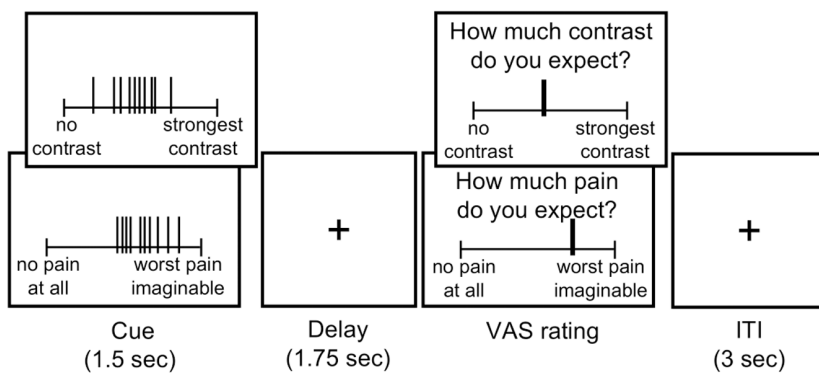 no
contrast
strongest
contrast
no pain
at all
worst pain
imaginable
Cue
(1.5 sec)
+
Delay
(1.75 sec)
How much contrast
do you expect?
no
contrast
strongest
contrast
How much pain
do you expect?
no pain
at all
worst pain
imaginable
VAS rating
+
ITI
(3 sec)